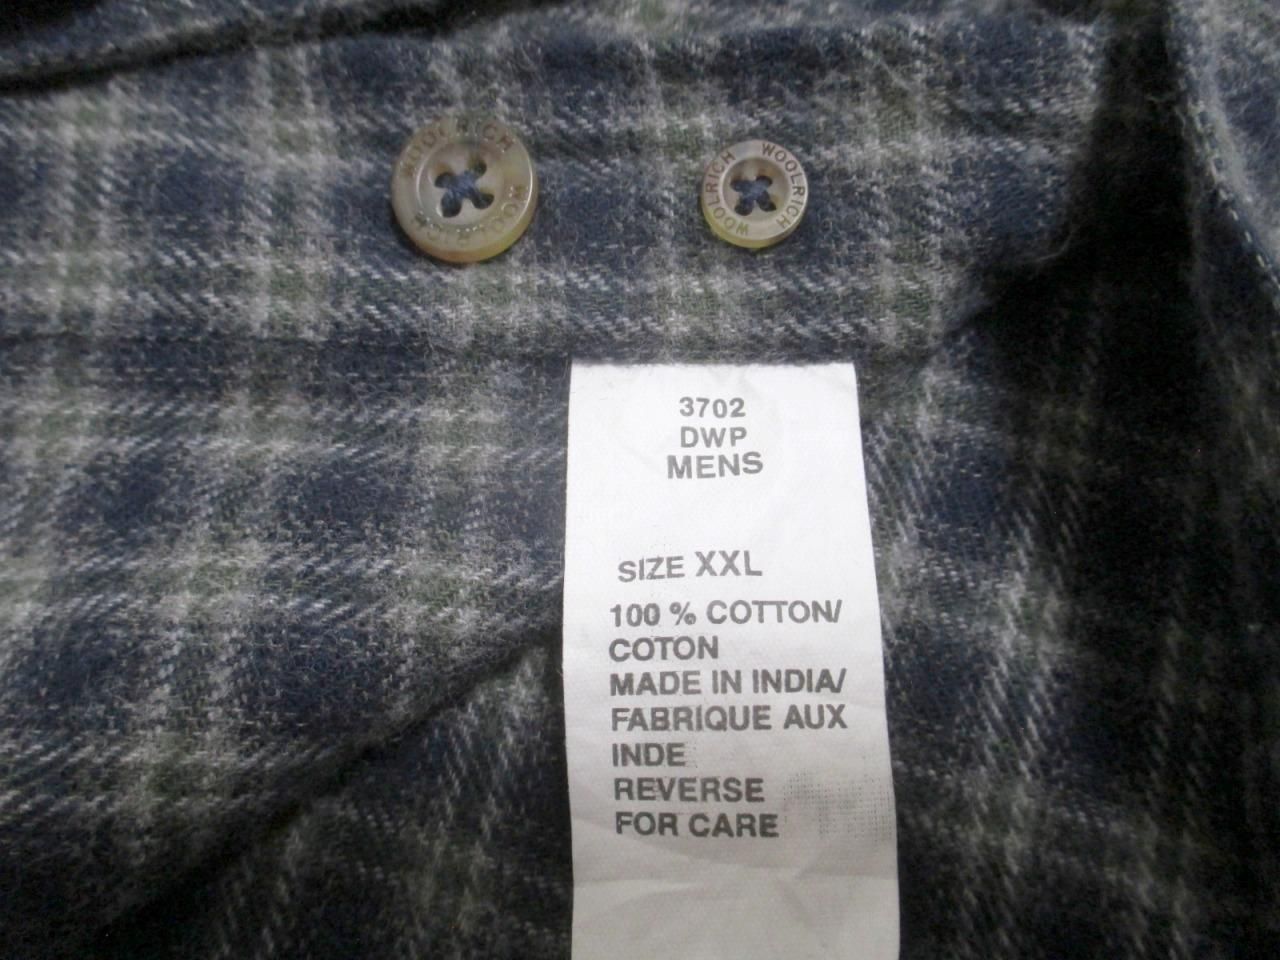 WOOLRICH WOOLRICH
WOOLRICH WOOLRICH
3702
DWP
MENS
SIZE XXL
100 % COTTON/
COTON
MADE IN INDIA/
FABRIQUE AUX
INDE
REVERSE
FOR CARE